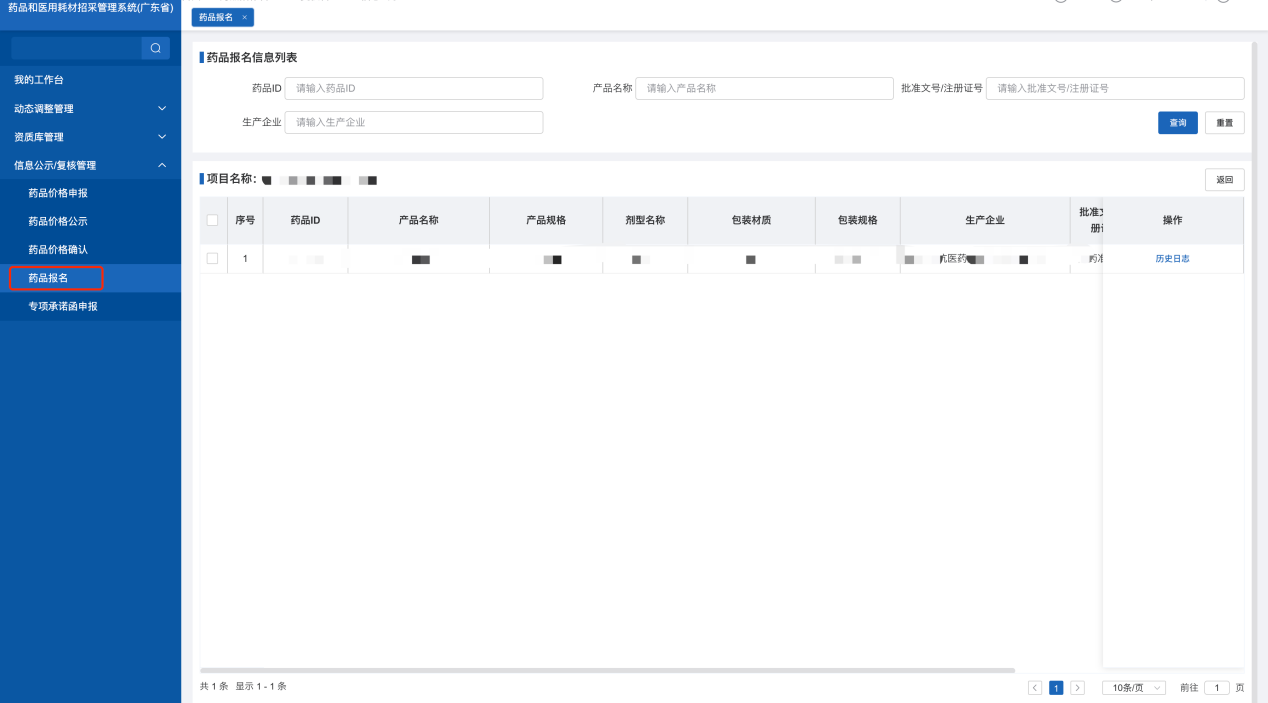 药品和医用耗材招采管理系统(广东省)
药品报名 ×
我的工作台
动态调整管理
资质库管理
信息公示/复核管理
药品价格申报
药品价格公示
药品价格确认
药品报名
专项承诺函申报
药品报名信息列表
药品ID 请输入药品ID 产品名称 请输入产品名称 批准文号/注册证号 请输入批准文号/注册证号
生产企业 请输入生产企业 查询 重置
项目名称: 返回
序号 药品ID 产品名称 产品规格 剂型名称 包装材质 包装规格 生产企业 批准 操作
1 医药 历史日志
共 1 条 显示 1 - 1 条 < 1 > 10条/页 前往 1 页